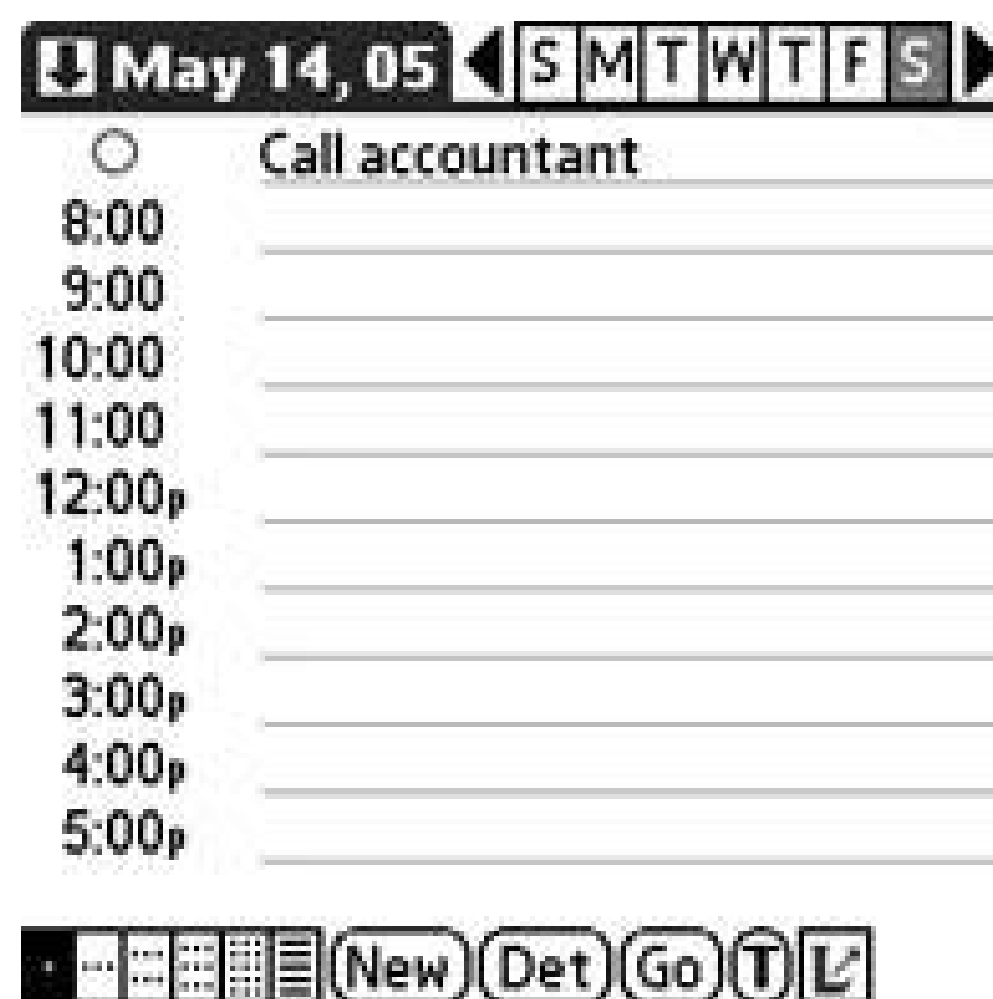 May 14, 05 S M T W T F S
Call accountant
8:00
9:00
10:00
11:00
12:00p
1:00p
2:00p
3:00p
4:00p
5:00p
New Det Go T